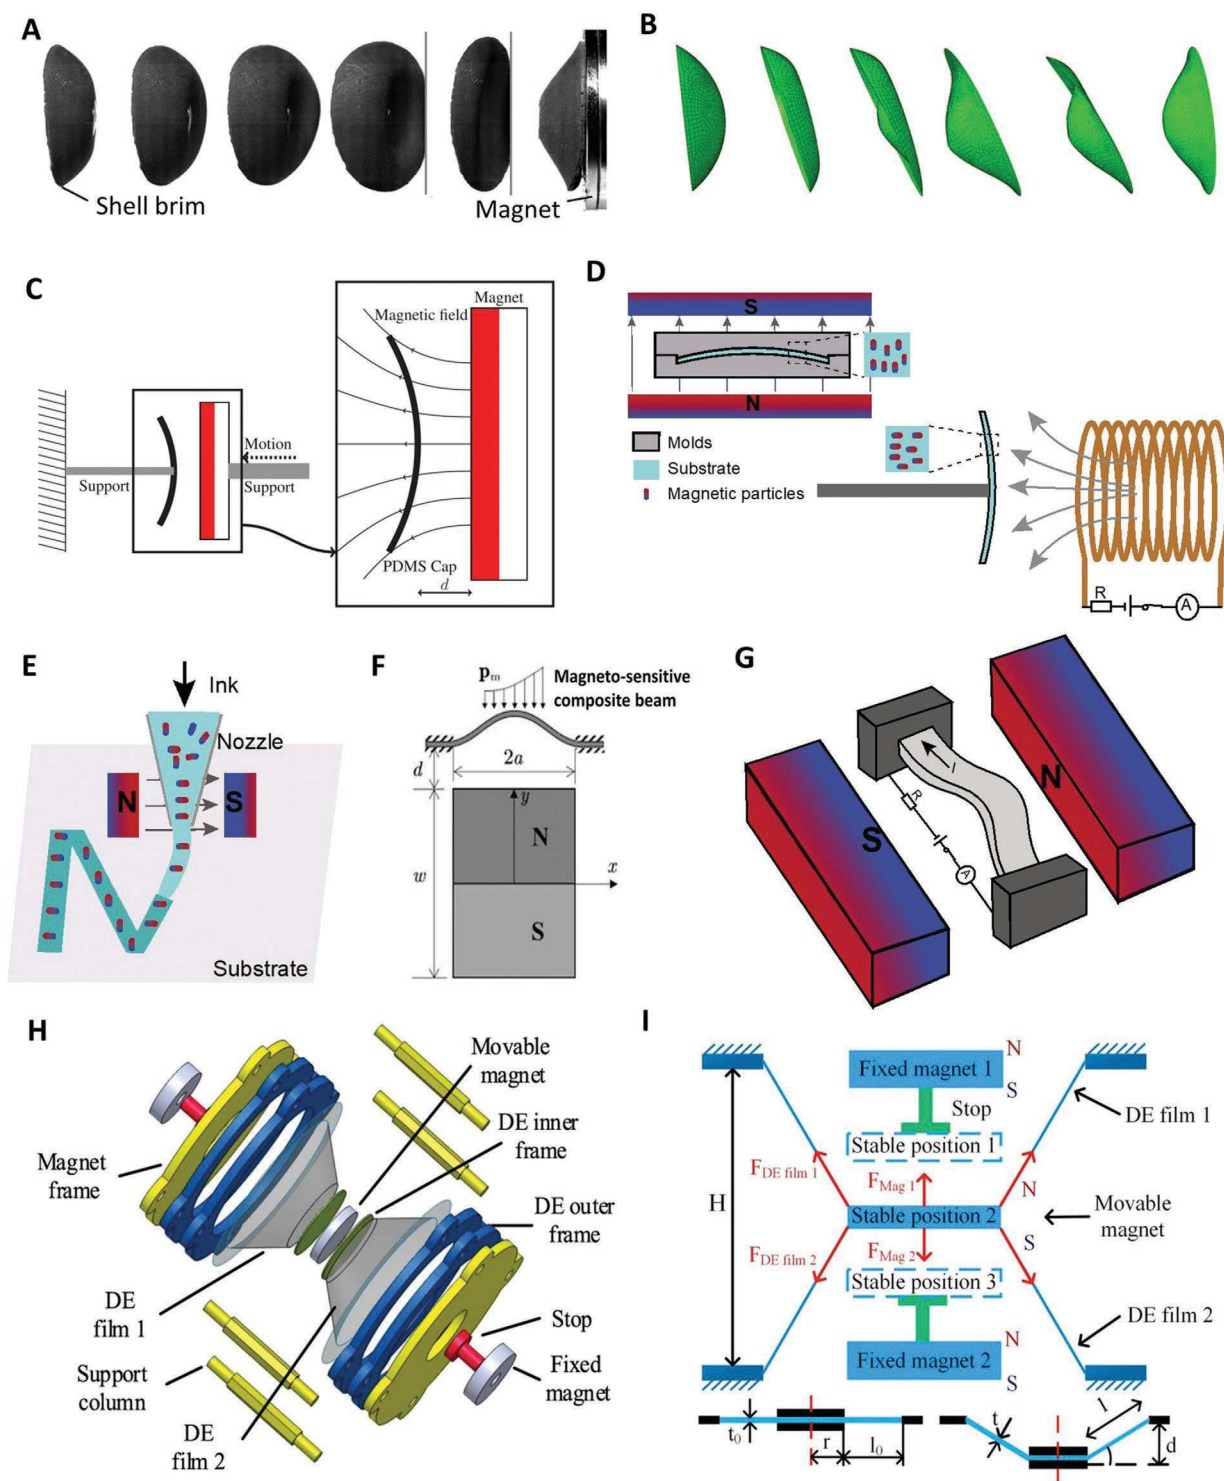 A
Shell brim
Magnet
B
C
Magnetic field
Magnet
Motion
Support
Support
PDMS Cap
d
D
S
N
Molds
Substrate
Magnetic particles
R
A
E
Ink
Nozzle
N
S
Substrate
F
pm
Magneto-sensitive
composite beam
d
2a
y
N
w
x
S
G
I
N
R
S
A
H
Movable
magnet
DE inner
frame
Magnet
frame
DE outer
frame
DE
film 1
Stop
Support
column
Fixed
magnet
DE
film 2
I
N
Fixed magnet 1
S
Stop
DE film 1
Stable position 1
FDE film 1
FMag 1
N
H
Stable position 2
Movable
magnet
S
FDE film 2
FMag 2
Stable position 3
DE film 2
N
Fixed magnet 2
S
t0
r
l0
t
l
d